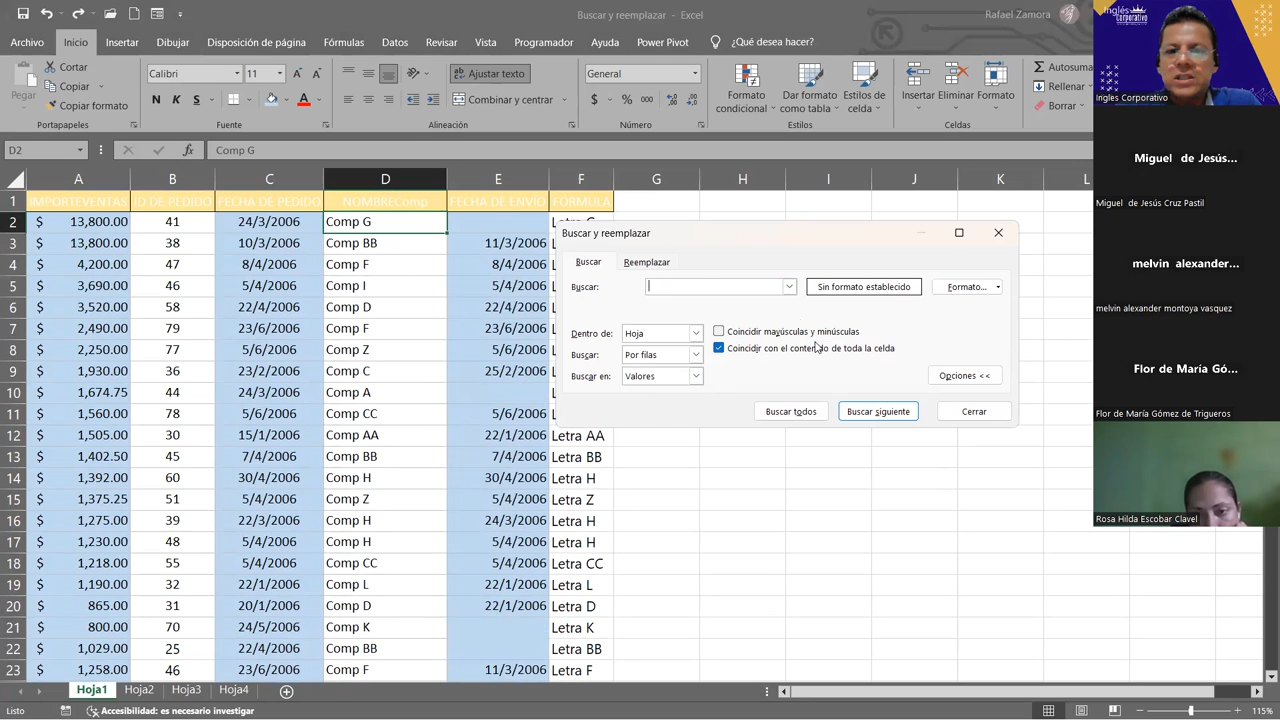 Buscar y reemplazar - Excel
Rafael Zamora
Archivo Inicio Insertar Dibujar Disposición de página Fórmulas Datos Revisar Vista Programador Ayuda Power Pivot ¿Qué desea hacer?
Pegar
Cortar
Copiar
Copiar formato
Portapapeles
Calibri 11
N K S
Fuente
Ajustar texto
Combinar y centrar
Alineación
General
$ % 000
Número
Formato condicional
Dar formato como tabla
Estilos de celda
Estilos
Insertar Eliminar Formato
Celdas
Autosuma
Rellenar
Borrar
D2 fx Comp G
A B C D E F G H I J K L
1 IMPORTEVENTAS ID DE PEDIDO FECHA DE PEDIDO NOMBREComp FECHA DE ENVÍO FORMULA
2 $ 13,800.00 41 24/3/2006 Comp G
3 $ 13,800.00 38 10/3/2006 Comp BB 11/3/2006
4 $ 4,200.00 47 8/4/2006 Comp F 8/4/2006
5 $ 3,690.00 46 5/4/2006 Comp I 5/4/2006
6 $ 3,520.00 58 22/4/2006 Comp D 22/4/2006
7 $ 2,490.00 79 23/6/2006 Comp F 23/6/2006
8 $ 2,250.00 77 5/6/2006 Comp Z 5/6/2006
9 $ 1,930.00 36 23/2/2006 Comp C 25/2/2006
10 $ 1,674.75 44 24/3/2006 Comp A
11 $ 1,560.00 78 5/6/2006 Comp CC 5/6/2006
12 $ 1,505.00 30 15/1/2006 Comp AA 22/1/2006 Letra AA
13 $ 1,402.50 45 7/4/2006 Comp BB 7/4/2006 Letra BB
14 $ 1,392.00 60 30/4/2006 Comp H 30/4/2006 Letra H
15 $ 1,375.25 51 5/4/2006 Comp Z 5/4/2006 Letra Z
16 $ 1,275.00 39 22/3/2006 Comp H 24/3/2006 Letra H
17 $ 1,230.00 48 5/4/2006 Comp H 5/4/2006 Letra H
18 $ 1,218.00 55 5/4/2006 Comp CC 5/4/2006 Letra CC
19 $ 1,190.00 32 22/1/2006 Comp L 22/1/2006 Letra L
20 $ 865.00 31 20/1/2006 Comp D 22/1/2006 Letra D
21 $ 800.00 70 24/5/2006 Comp K Letra K
22 $ 1,029.00 25 22/4/2006 Comp BB Letra BB
23 $ 1,258.00 46 23/6/2006 Comp F 11/3/2006 Letra F
Buscar y reemplazar
Buscar Reemplazar
Buscar: Sin formato establecido Formato...
Dentro de: Hoja
Coincidir mayúsculas y minúsculas
Buscar: Por filas
Coincidir con el contenido de toda la celda
Buscar en: Valores
Opciones <<
Buscar todos Buscar siguiente Cerrar
Inglés Corporativo
Ingles Corporativo
Miguel de Jesús...
Miguel de Jesús Cruz Pastil
melvin alexander...
melvin alexander montoya vasquez
Flor de María Gó...
Flor de María Gómez de Trigueros
Rosa Hilda Escobar Clavel
Hoja1 Hoja2 Hoja3 Hoja4
Listo Accesibilidad: es necesario investigar 115%